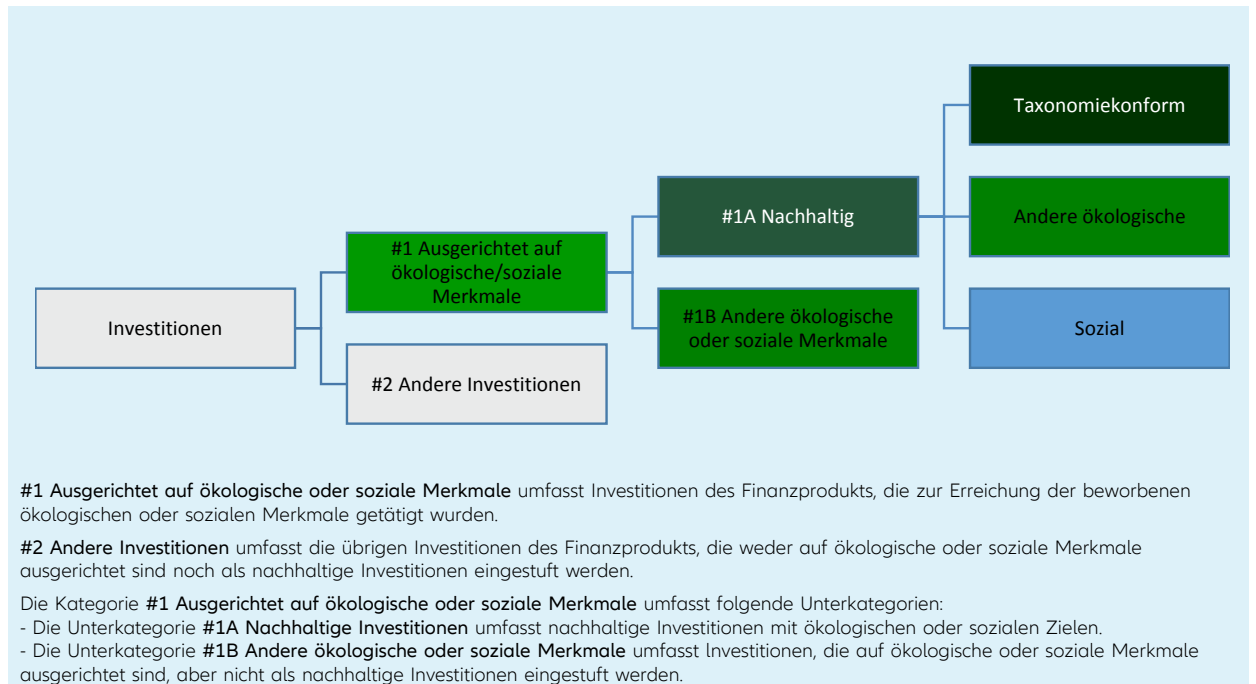 Taxonomiekonform
#1A Nachhaltig
Andere ökologische
#1 Ausgerichtet auf
ökologische/soziale
Merkmale
Investitionen
#1B Andere ökologische
oder soziale Merkmale
Sozial
#2 Andere Investitionen
#1 Ausgerichtet auf ökologische oder soziale Merkmale umfasst Investitionen des Finanzprodukts, die zur Erreichung der beworbenen
ökologischen oder sozialen Merkmale getätigt wurden.
#2 Andere Investitionen umfasst die übrigen Investitionen des Finanzprodukts, die weder auf ökologische oder soziale Merkmale
ausgerichtet sind noch als nachhaltige Investitionen eingestuft werden.
Die Kategorie #1 Ausgerichtet auf ökologische oder soziale Merkmale umfasst folgende Unterkategorien:
- Die Unterkategorie #1A Nachhaltige Investitionen umfasst nachhaltige Investitionen mit ökologischen oder sozialen Zielen.
- Die Unterkategorie #1B Andere ökologische oder soziale Merkmale umfasst Investitionen, die auf ökologische oder soziale Merkmale
ausgerichtet sind, aber nicht als nachhaltige Investitionen eingestuft werden.